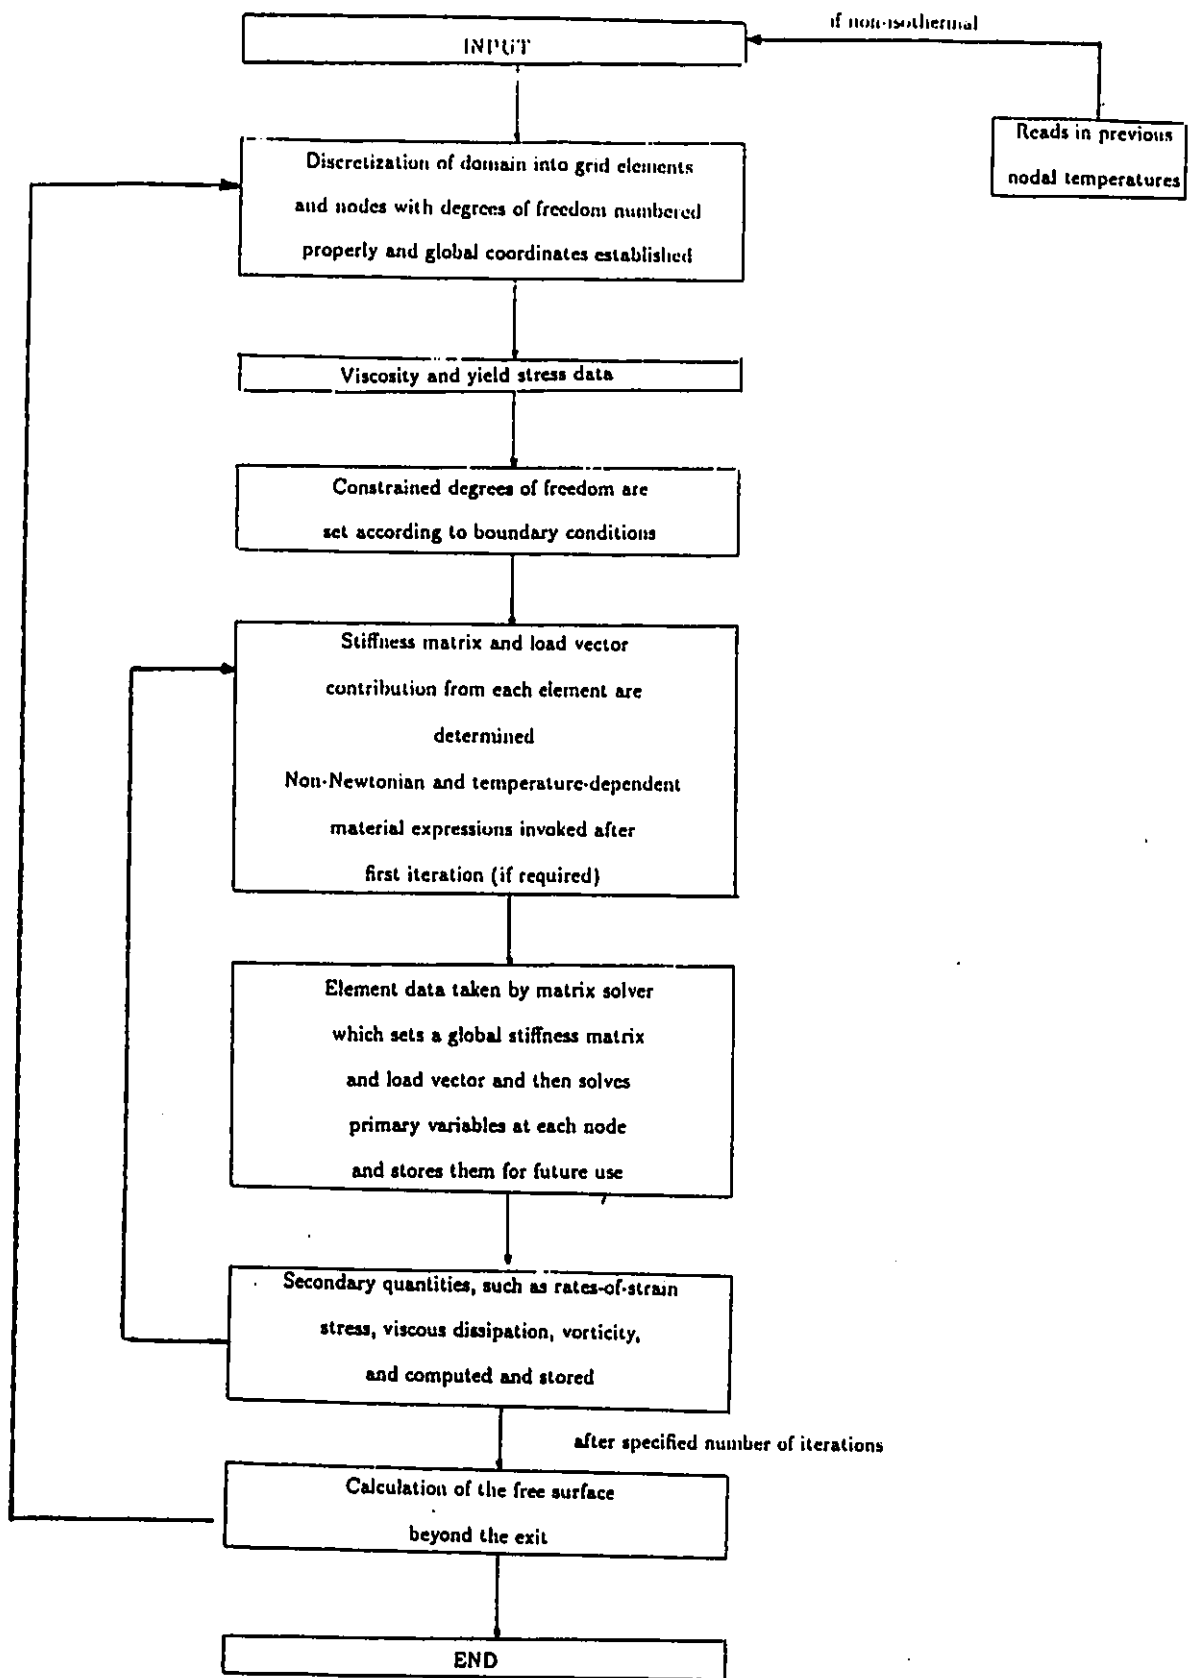 if non-isothermal
INPUT
Reads in previous
nodal temperatures
Discretization of domain into grid elements
and nodes with degrees of freedom numbered
properly and global coordinates established
Viscosity and yield stress data
Constrained degrees of freedom are
set according to boundary conditions
Stiffness matrix and load vector
contribution from each element are
determined
Non-Newtonian and temperature-dependent
material expressions invoked after
first iteration (if required)
Element data taken by matrix solver
which sets a global stiffness matrix
and load vector and then solves
primary variables at each node
and stores them for future use
Secondary quantities, such as rates-of-strain
stress, viscous dissipation, vorticity,
and computed and stored
after specified number of iterations
Calculation of the free surface
beyond the exit
END